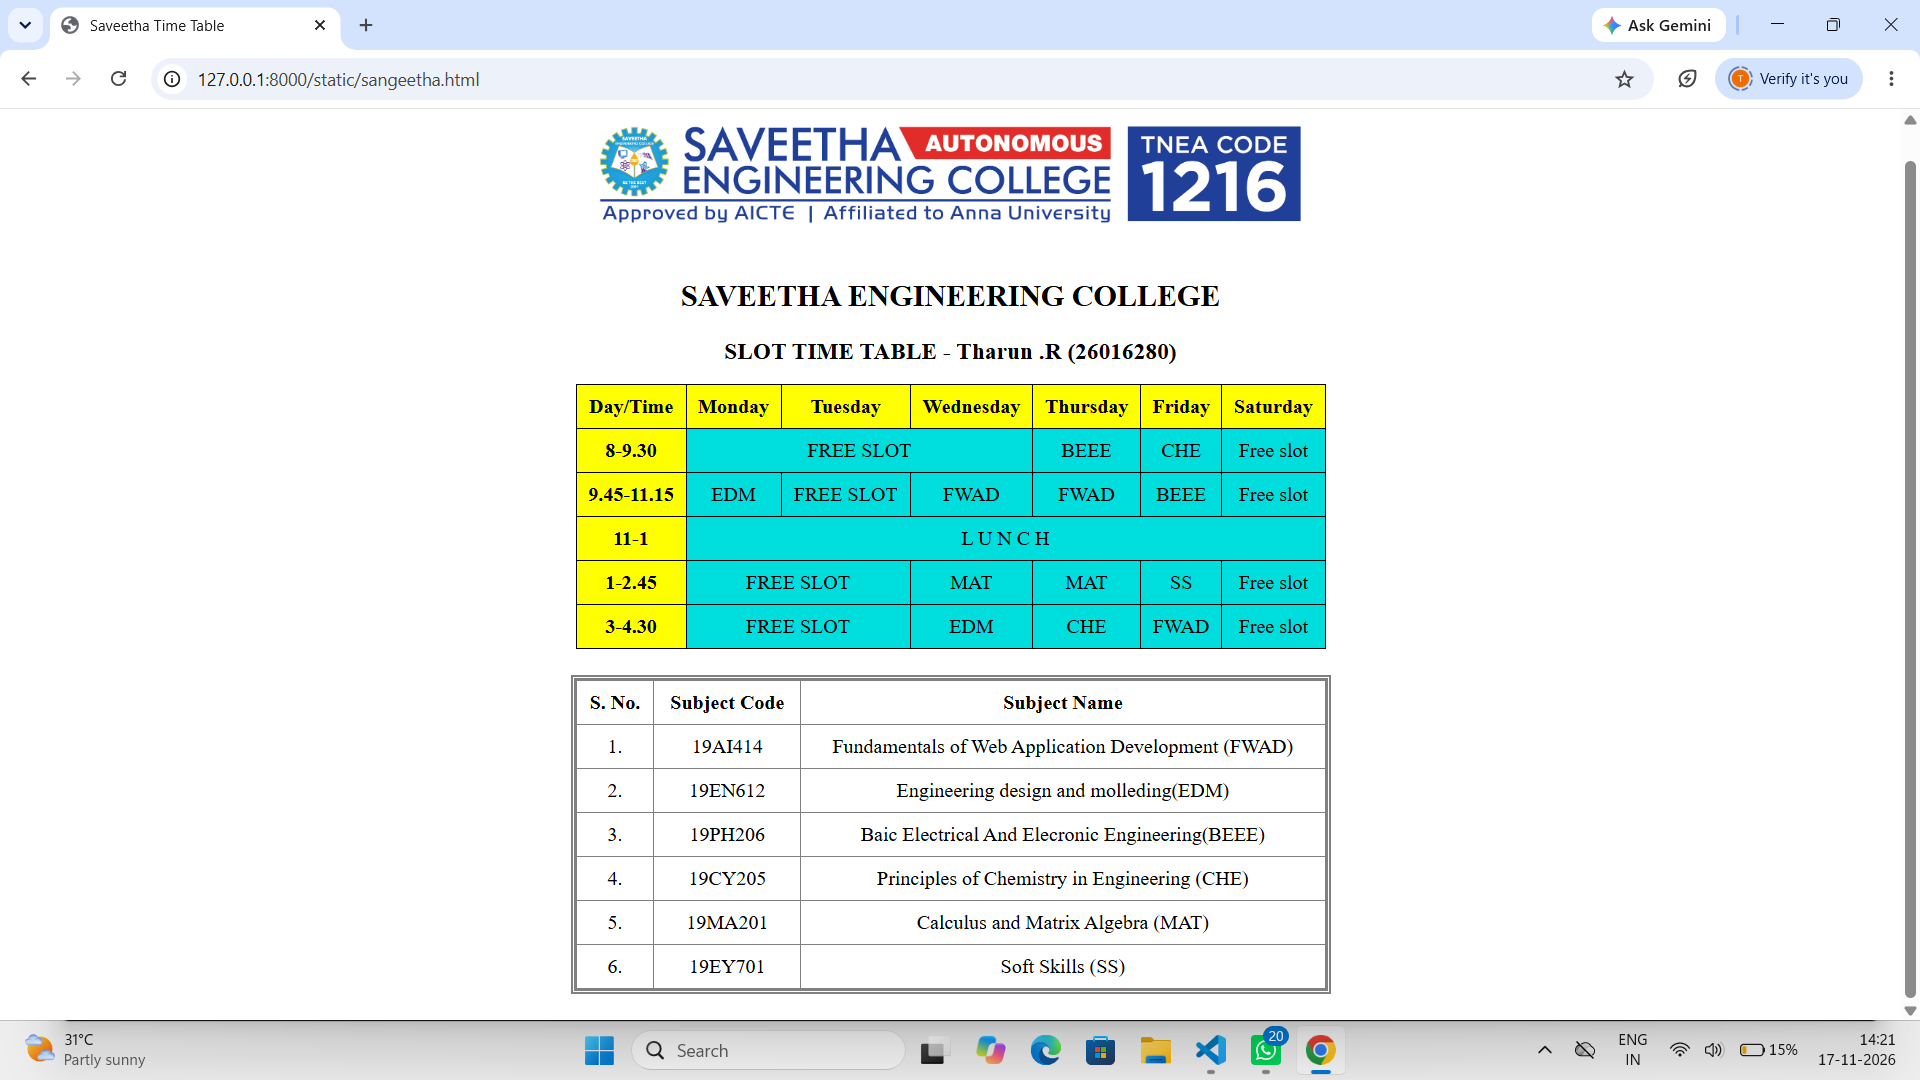 Saveetha Time Table
Ask Gemini
127.0.0.1:8000/static/sangeetha.html
T
Verify it's you
SAVEETHA AUTONOMOUS
ENGINEERING COLLEGE
Approved by AICTE | Affiliated to Anna University
TNEA CODE
1216
SAVEETHA ENGINEERING COLLEGE
SLOT TIME TABLE - Tharun .R (26016280)
Day/Time Monday Tuesday Wednesday Thursday Friday Saturday
8-9.30 FREE SLOT BEEE CHE Free slot
9.45-11.15 EDM FREE SLOT FWAD FWAD BEEE Free slot
11-1 L U N C H
1-2.45 FREE SLOT MAT MAT SS Free slot
3-4.30 FREE SLOT EDM CHE FWAD Free slot
S. No. Subject Code Subject Name
1. 19AI414 Fundamentals of Web Application Development (FWAD)
2. 19EN612 Engineering design and molleding(EDM)
3. 19PH206 Baic Electrical And Elecronic Engineering(BEEE)
4. 19CY205 Principles of Chemistry in Engineering (CHE)
5. 19MA201 Calculus and Matrix Algebra (MAT)
6. 19EY701 Soft Skills (SS)
31°C
Partly sunny
Search
20
ENG
IN
15%
14:21
17-11-2026